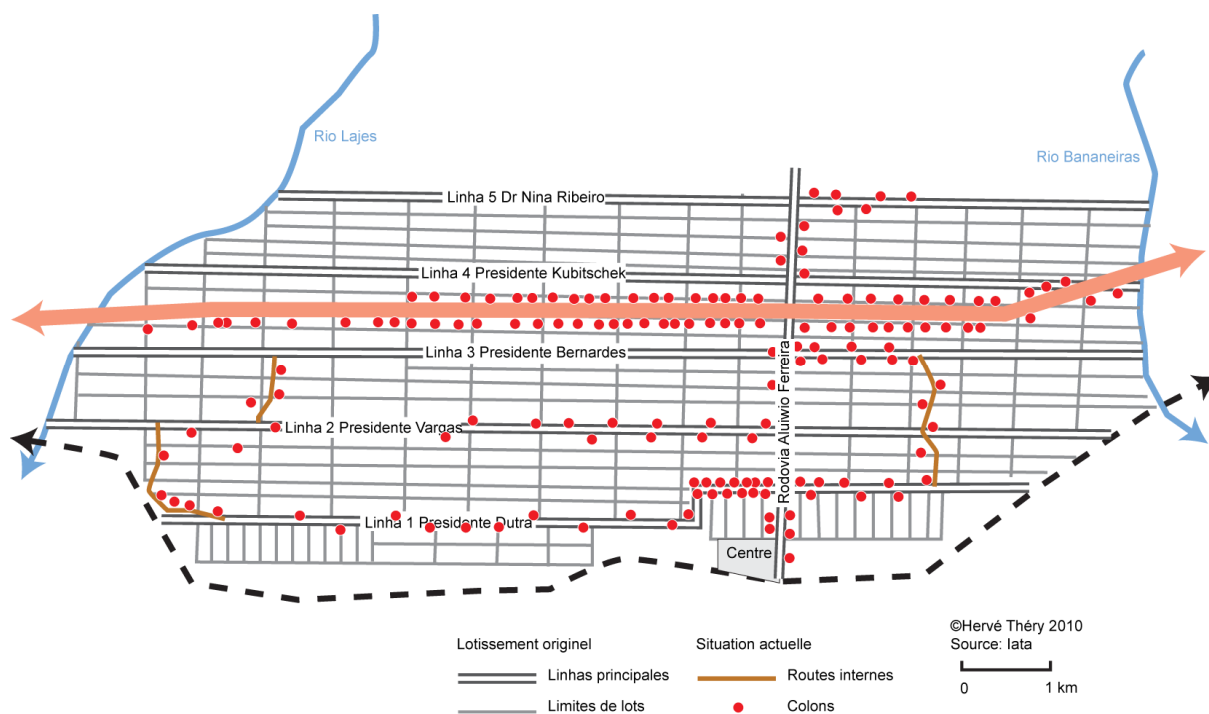 Rio Lajes
Rio Bananeiras
Linha 5 Dr Nina Ribeiro
Linha 4 Presidente Kubitschek
Linha 3 Presidente Bernardes
Rodovia Aluiwio Ferreira
Linha 2 Presidente Vargas
Linha 1 Presidente Dutra
Centre
©Hervé Théry 2010
Source: Iata
0 1 km
Lotissement originel
Situation actuelle
Linhas principales
Routes internes
Limites de lots
Colons